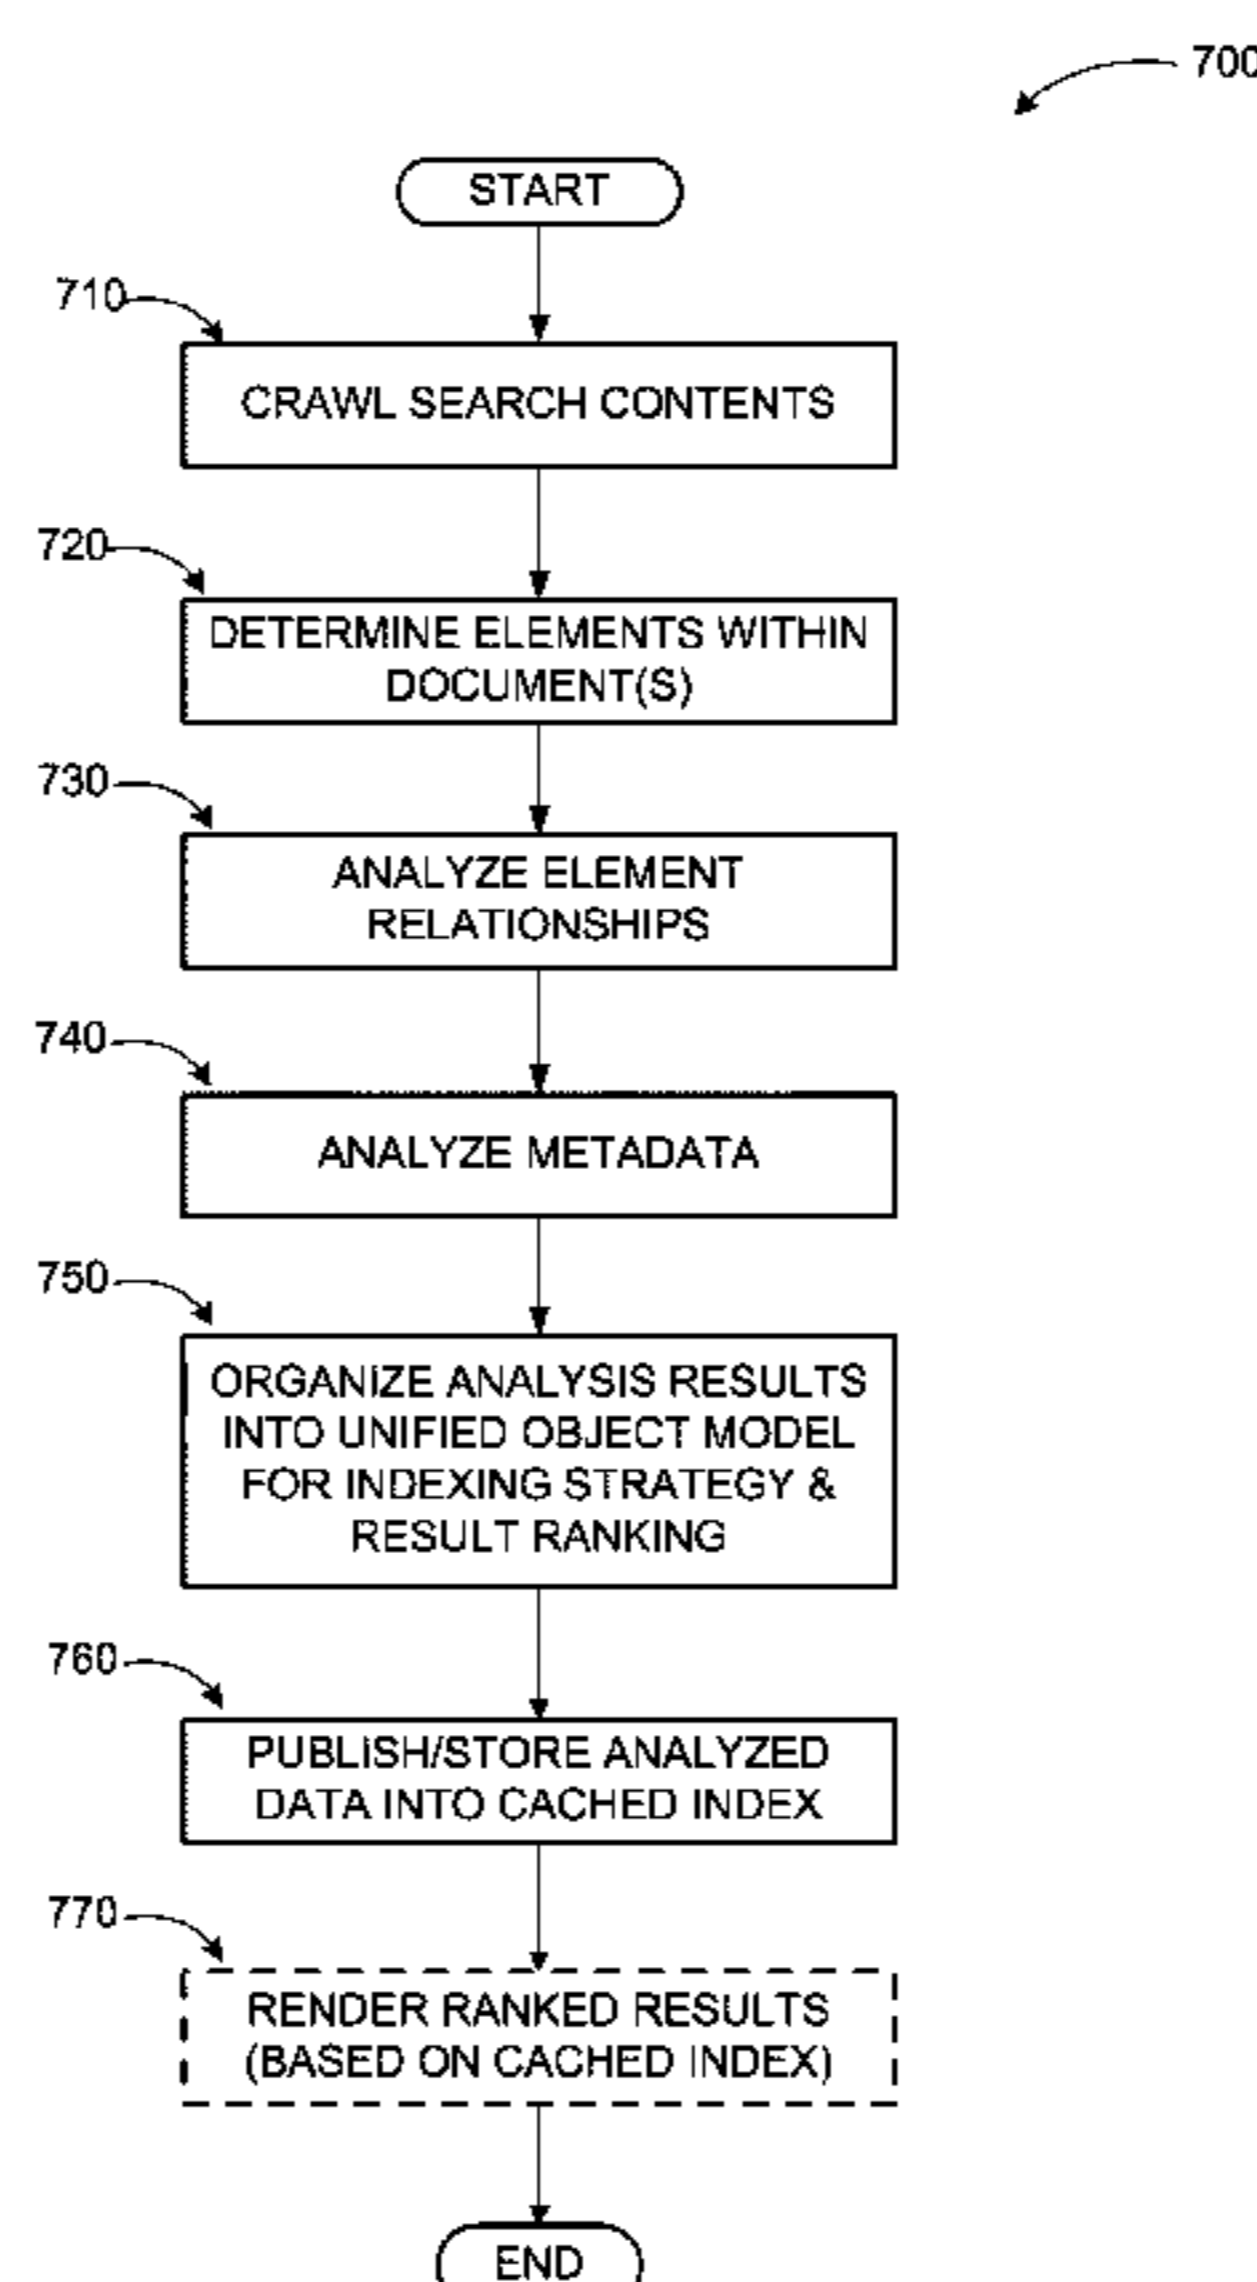 700
START
710
CRAWL SEARCH CONTENTS
720
DETERMINE ELEMENTS WITHIN
DOCUMENT(S)
730
ANALYZE ELEMENT
RELATIONSHIPS
740
ANALYZE METADATA
750
ORGANIZE ANALYSIS RESULTS
INTO UNIFIED OBJECT MODEL
FOR INDEXING STRATEGY &
RESULT RANKING
760
PUBLISH/STORE ANALYZED
DATA INTO CACHED INDEX
770
RENDER RANKED RESULTS
(BASED ON CACHED INDEX)
END